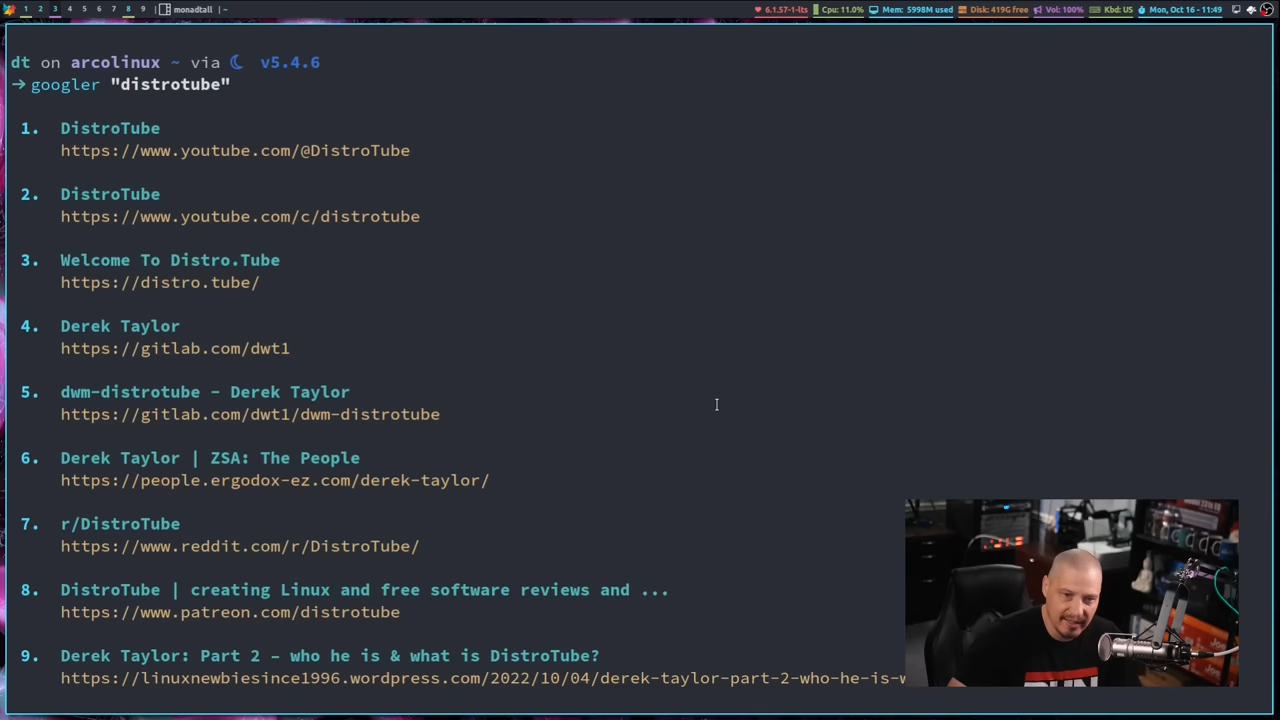 1 2 3 4 5 6 7 8 9 | monadtall | ~
6.1.57-1-lts Cpu: 11.0% Mem: 5998M used Disk: 419G free Vol: 100% Kbd: US Mon, Oct 16 - 11:49
dt on arcolinux ~ via v5.4.6
→ googler "distrotube"
1. DistroTube
https://www.youtube.com/@DistroTube
2. DistroTube
https://www.youtube.com/c/distrotube
3. Welcome To Distro.Tube
https://distro.tube/
4. Derek Taylor
https://gitlab.com/dwt1
5. dwm-distrotube - Derek Taylor
https://gitlab.com/dwt1/dwm-distrotube
6. Derek Taylor | ZSA: The People
https://people.ergodox-ez.com/derek-taylor/
7. r/DistroTube
https://www.reddit.com/r/DistroTube/
8. DistroTube | creating Linux and free software reviews and ...
https://www.patreon.com/distrotube
9. Derek Taylor: Part 2 – who he is & what is DistroTube?
https://linuxnewbiesince1996.wordpress.com/2022/10/04/derek-taylor-part-2-who-he-is-w